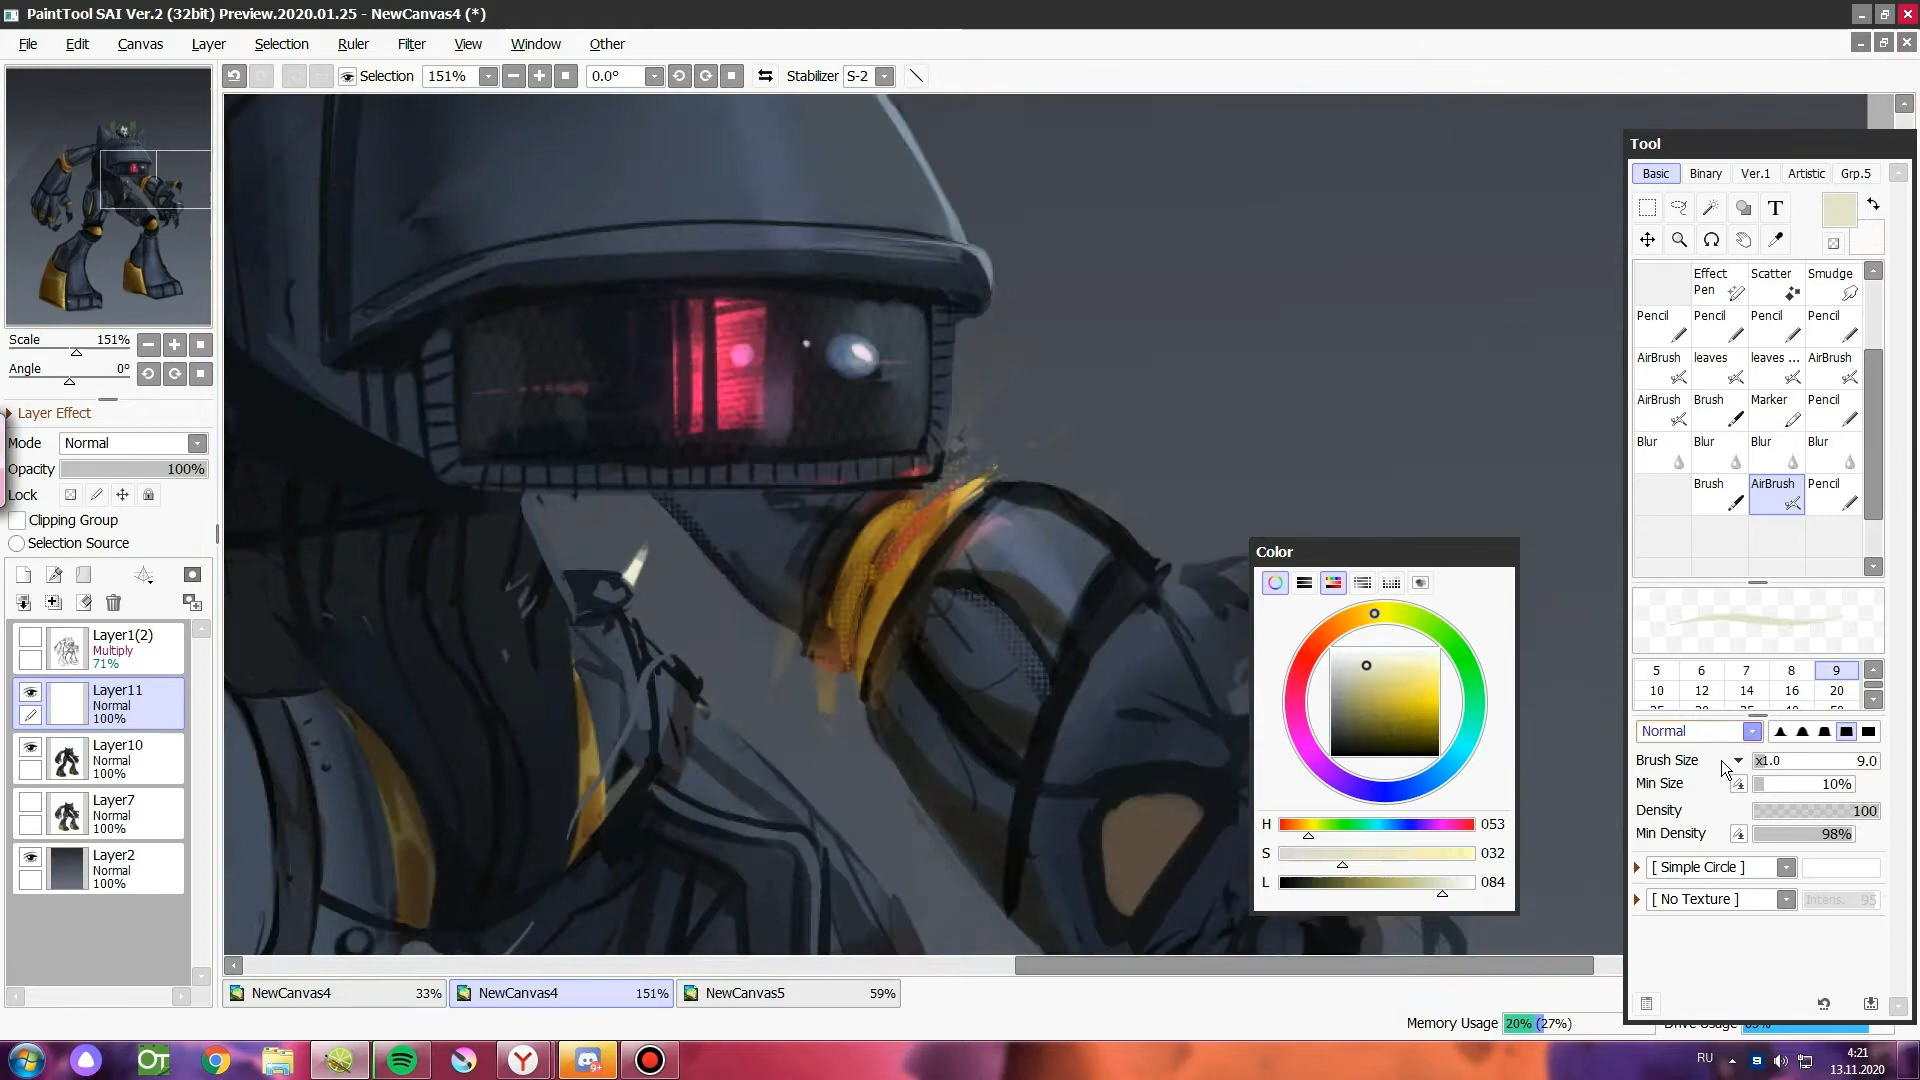 PaintTool SAI Ver.2 (32bit) Preview.2020.01.25 - NewCanvas4 (*)
File Edit Canvas Layer Selection Ruler Filter View Window Other
Selection 151% 0.0° Stabilizer S-2
Scale 151%
Angle 0°
Layer Effect
Mode Normal
Opacity 100%
Lock
Clipping Group
Selection Source
Layer1(2)
Multiply
71%
Layer11
Normal
100%
Layer10
Normal
100%
Layer7
Normal
100%
Layer2
Normal
100%
Color
H 053
S 032
L 084
Tool
Basic Binary Ver.1 Artistic Grp.5
T
Effect Pen Scatter Smudge
Pencil Pencil Pencil Pencil
AirBrush leaves leaves ... AirBrush
AirBrush Brush Marker Pencil
Blur Blur Blur Blur
Brush AirBrush Pencil
5 6 7 8 9
10 12 14 16 20
Normal
Brush Size x1.0 9.0
Min Size 10%
Density 100
Min Density 98%
[ Simple Circle ]
[ No Texture ] Intens. 95
NewCanvas4 33% NewCanvas4 151% NewCanvas5 59%
Memory Usage 20% (27%)
OT
Y
9+
RU
4:21
13.11.2020